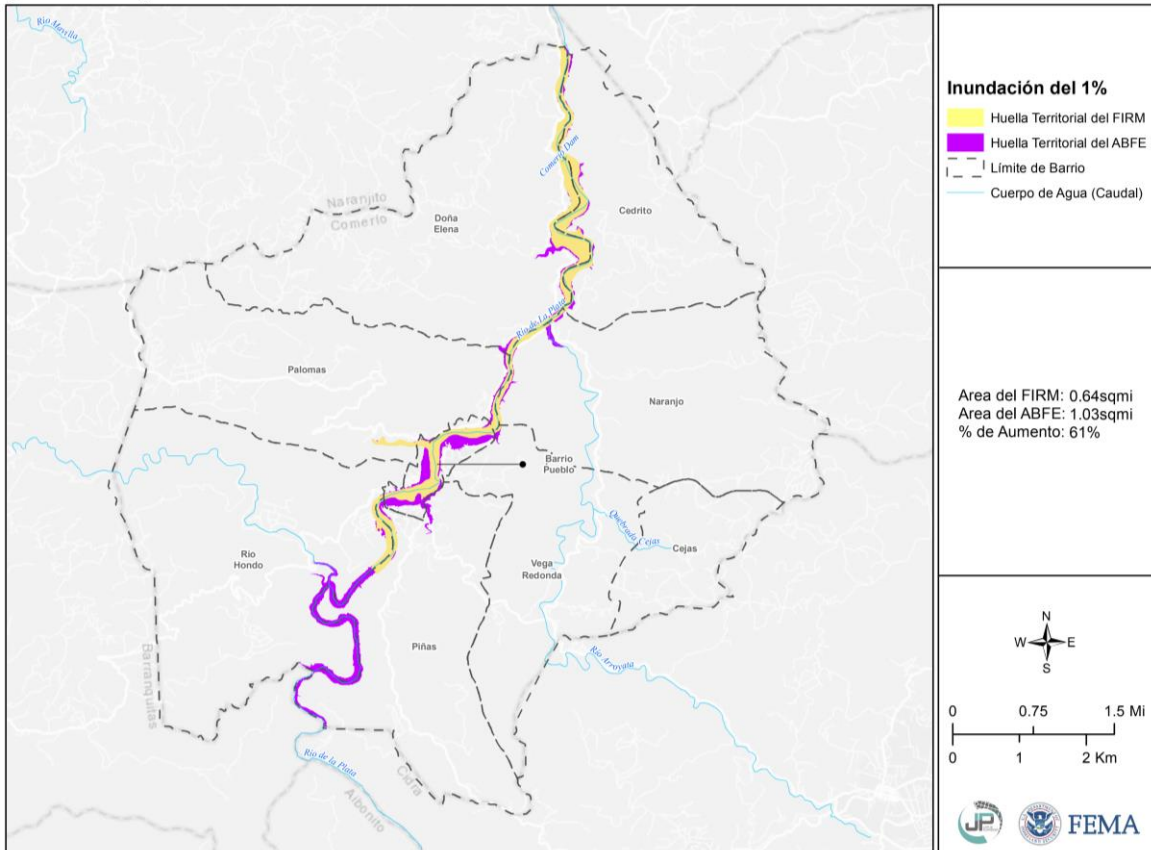 Río Mavilla
Naranjito
Comerío
Comerío Dam
Doña
Elena
Cedrito
Río de La Plata
Palomas
Naranjo
Barrio
Pueblo
Quebrada Cejas
Cejas
Río
Hondo
Vega
Redonda
Piñas
Río Arroyata
Barranquitas
Río de la Plata
Cidra
Aibonito
Inundación del 1%
Huella Territorial del FIRM
Huella Territorial del ABFE
Límite de Barrio
Cuerpo de Agua (Caudal)
Area del FIRM: 0.64sqmi
Area del ABFE: 1.03sqmi
% de Aumento: 61%
N
W E
S
0 0.75 1.5 Mi
0 1 2 Km
JP
FEMA